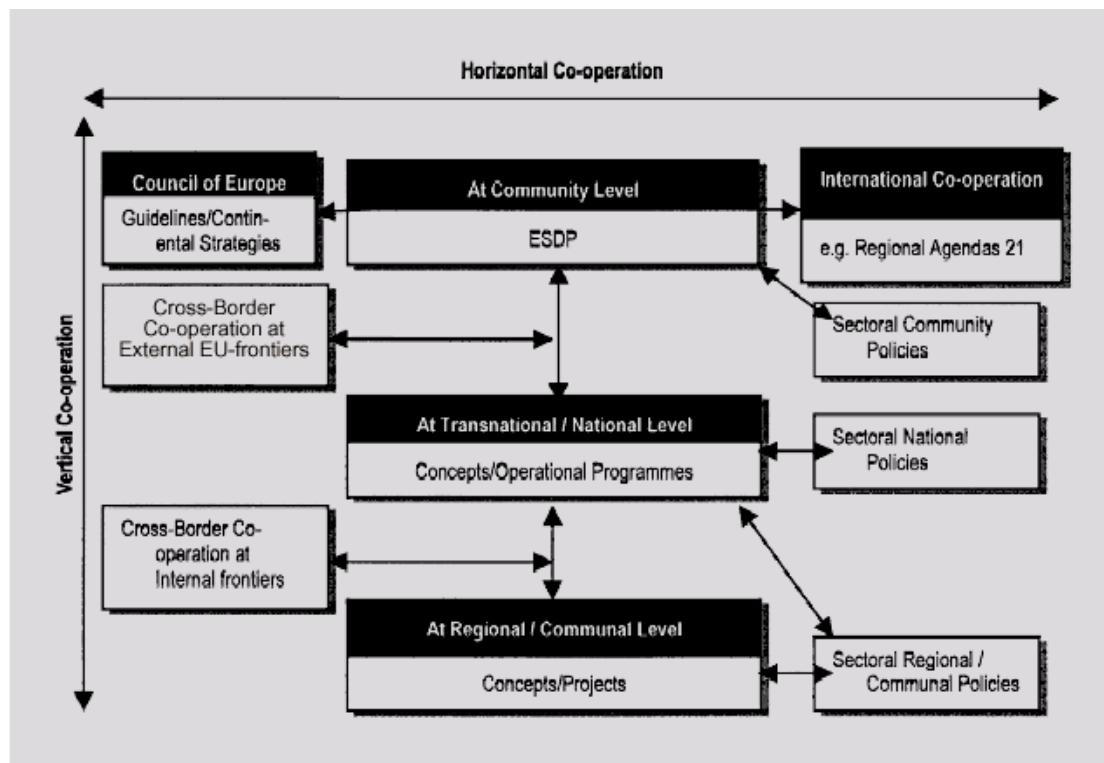 Horizontal Co-operation
Vertical Co-operation
Council of Europe
Guidelines/Contin-
ental Strategies
At Community Level
ESDP
International Co-operation
e.g. Regional Agendas 21
Cross-Border
Co-operation at
External EU-frontiers
Sectoral Community
Policies
At Transnational / National Level
Concepts/Operational Programmes
Sectoral National
Policies
Cross-Border Co-
operation at
Internal frontiers
At Regional / Communal Level
Concepts/Projects
Sectoral Regional /
Communal Policies